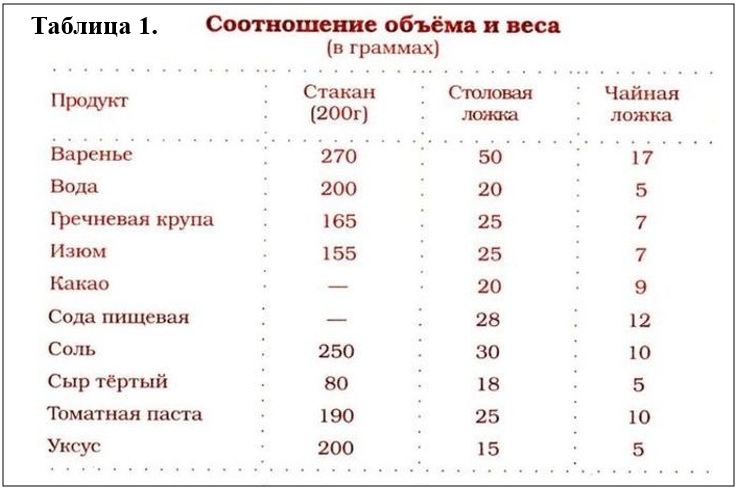 Таблица 1. Соотношение объёма и веса
(в граммах)
Продукт Стакан (200г) Столовая ложка Чайная ложка
Варенье 270 50 17
Вода 200 20 5
Гречневая крупа 165 25 7
Изюм 155 25 7
Какао — 20 9
Сода пищевая — 28 12
Соль 250 30 10
Сыр тёртый 80 18 5
Томатная паста 190 25 10
Уксус 200 15 5